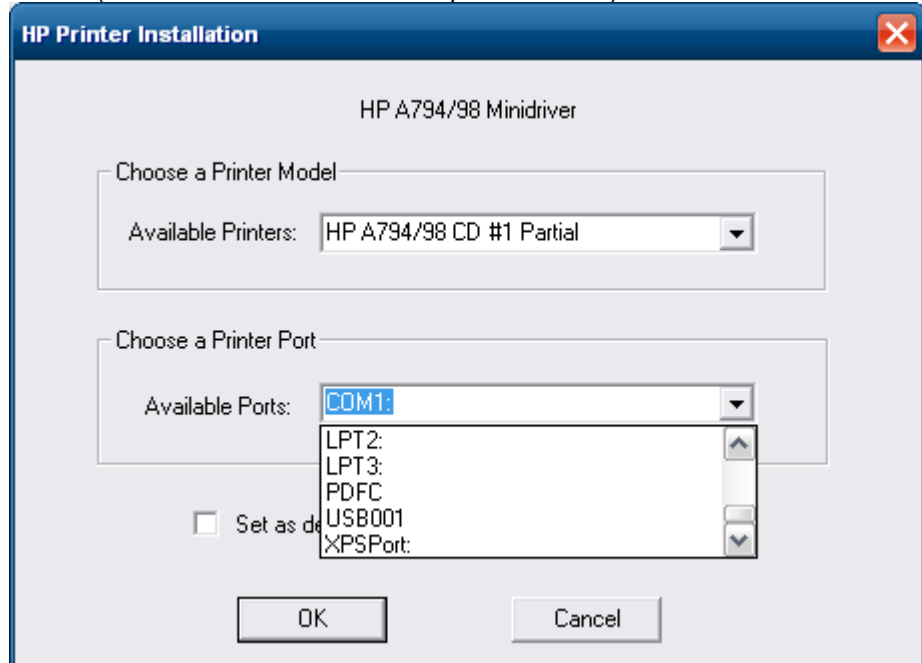 HP Printer Installation
HP A794/98 Minidriver
Choose a Printer Model
Available Printers: HP A794/98 CD #1 Partial
Choose a Printer Port
Available Ports: COM1:
LPT2:
LPT3:
PDFC
USB001
XPSPort:
Set as de
OK Cancel